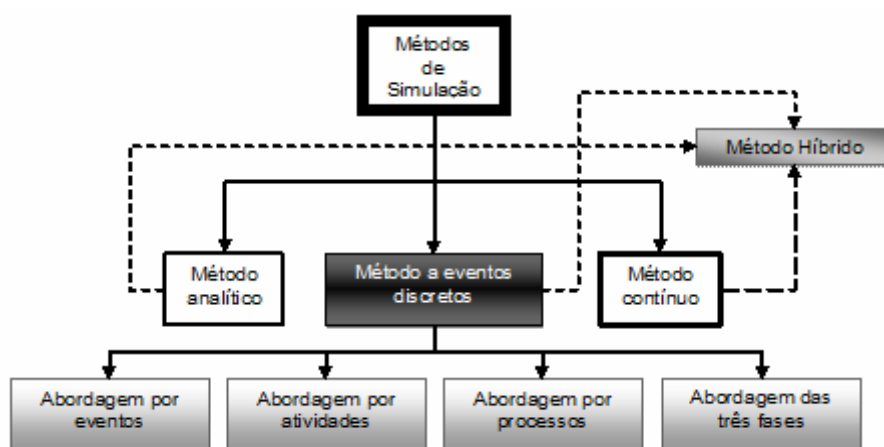 Métodos
de
Simulação
Método Híbrido
Método
analítico
Método a eventos
discretos
Método
contínuo
Abordagem por
eventos
Abordagem por
atividades
Abordagem por
processos
Abordagem das
três fases